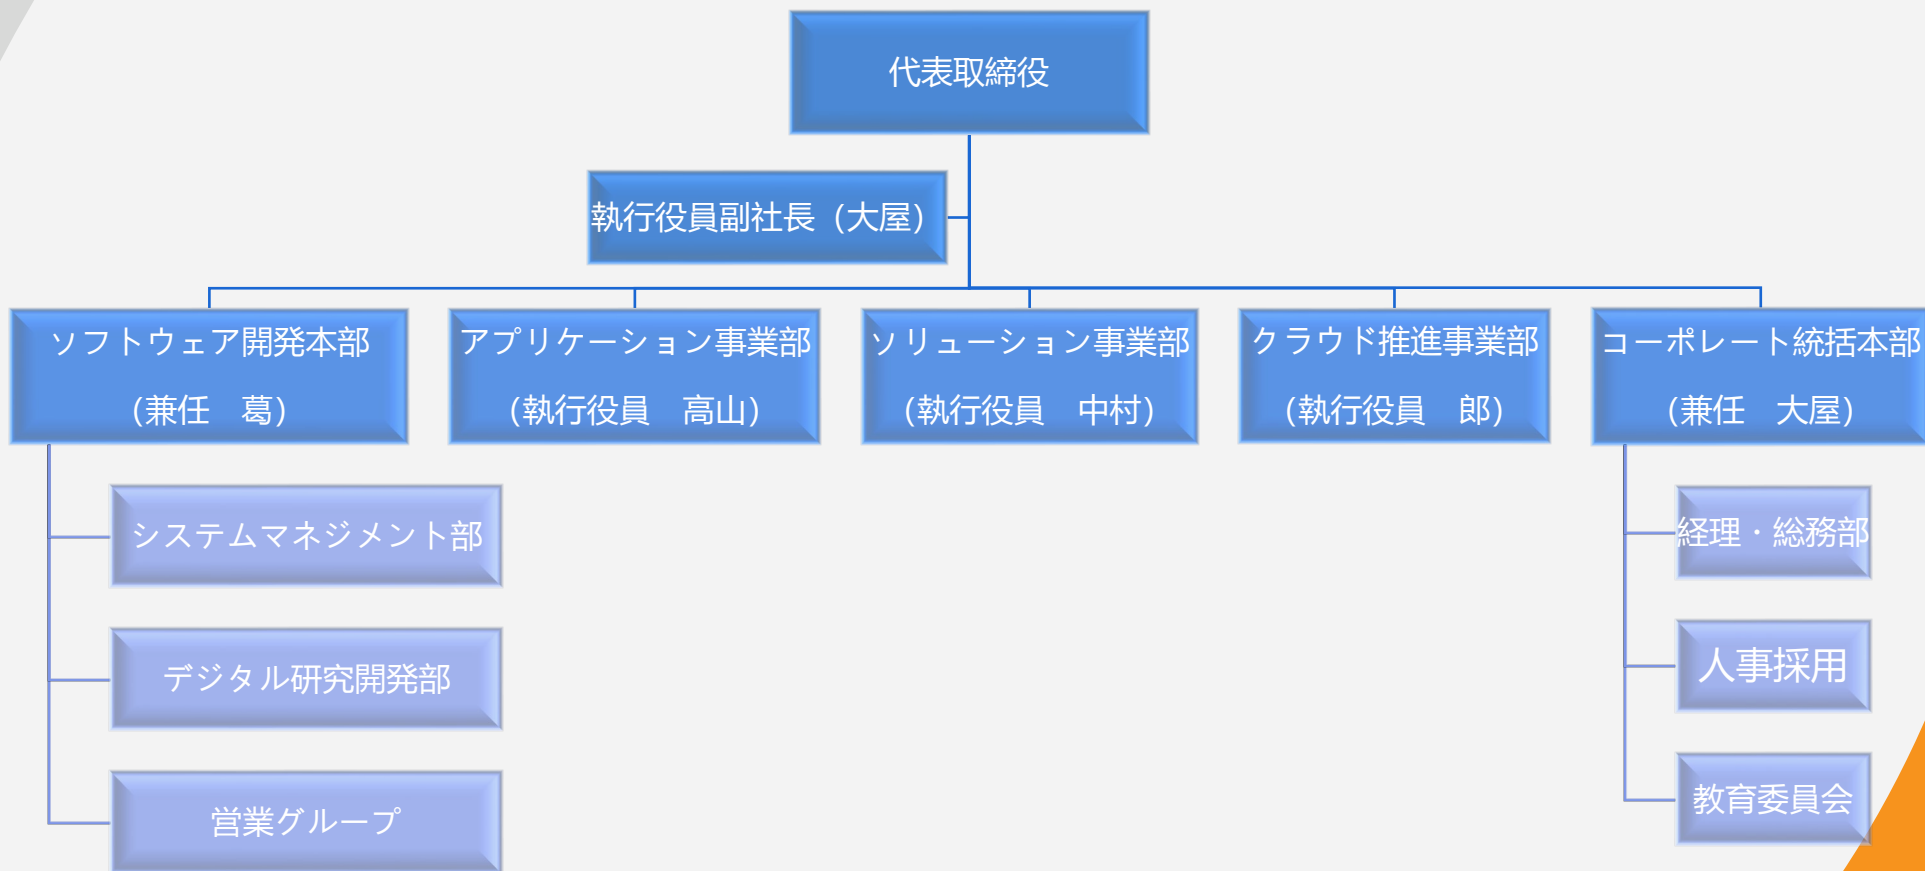 代表取締役
執行役員副社長（大屋）
ソフトウェア開発本部
（兼任　葛）
アプリケーション事業部
（執行役員　高山）
ソリューション事業部
（執行役員　中村）
クラウド推進事業部
（執行役員　郎）
コーポレート統括本部
（兼任　大屋）
システムマネジメント部
デジタル研究開発部
営業グループ
経理・総務部
人事採用
教育委員会